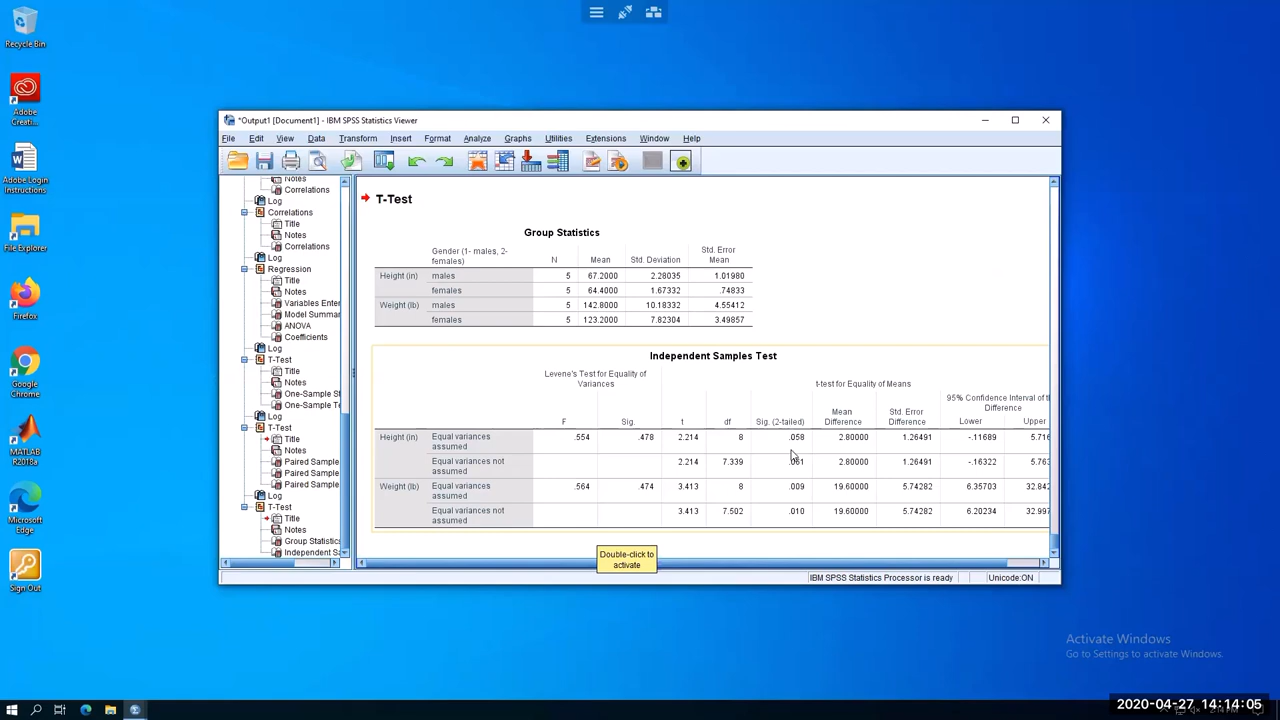 Recycle Bin
Adobe
Creati...
Adobe Login
Instructions
File Explorer
Firefox
Google
Chrome
MATLAB
R2018a
Microsoft
Edge
Sign Out
*Output1 [Document1] - IBM SPSS Statistics Viewer
File Edit View Data Transform Insert Format Analyze Graphs Utilities Extensions Window Help
Notes
Correlations
Log
Correlations
Title
Notes
Correlations
Log
Regression
Title
Notes
Variables Enter
Model Summar
ANOVA
Coefficients
Log
T-Test
Title
Notes
One-Sample St
One-Sample Te
Log
T-Test
Title
Notes
Paired Sample
Paired Sample
Paired Sample
Log
T-Test
Title
Notes
Group Statistics
Independent Sa
T-Test
Group Statistics
Gender (1- males, 2-
females) N Mean Std. Deviation Std. Error
Mean
Height (in) males 5 67.2000 2.28035 1.01980
females 5 64.4000 1.67332 .74833
Weight (lb) males 5 142.8000 10.18332 4.55412
females 5 123.2000 7.82304 3.49857
Independent Samples Test
Levene's Test for Equality of
Variances t-test for Equality of Means
F Sig. t df Sig. (2-tailed) Mean
Difference Std. Error
Difference 95% Confidence Interval of t
Difference
Lower Upper
Height (in) Equal variances
assumed .554 .478 2.214 8 .058 2.80000 1.26491 -.11689 5.716
Equal variances not
assumed 2.214 7.339 2.80000 1.26491 -.16322 5.763
Weight (lb) Equal variances
assumed .564 .474 3.413 8 .009 19.60000 5.74282 6.35703 32.842
Equal variances not
assumed 3.413 7.502 .010 19.60000 5.74282 6.20234 32.997
Double-click to
activate
IBM SPSS Statistics Processor is ready Unicode:ON
Activate Windows
Go to Settings to activate Windows.
2020-04-27 14:14:05